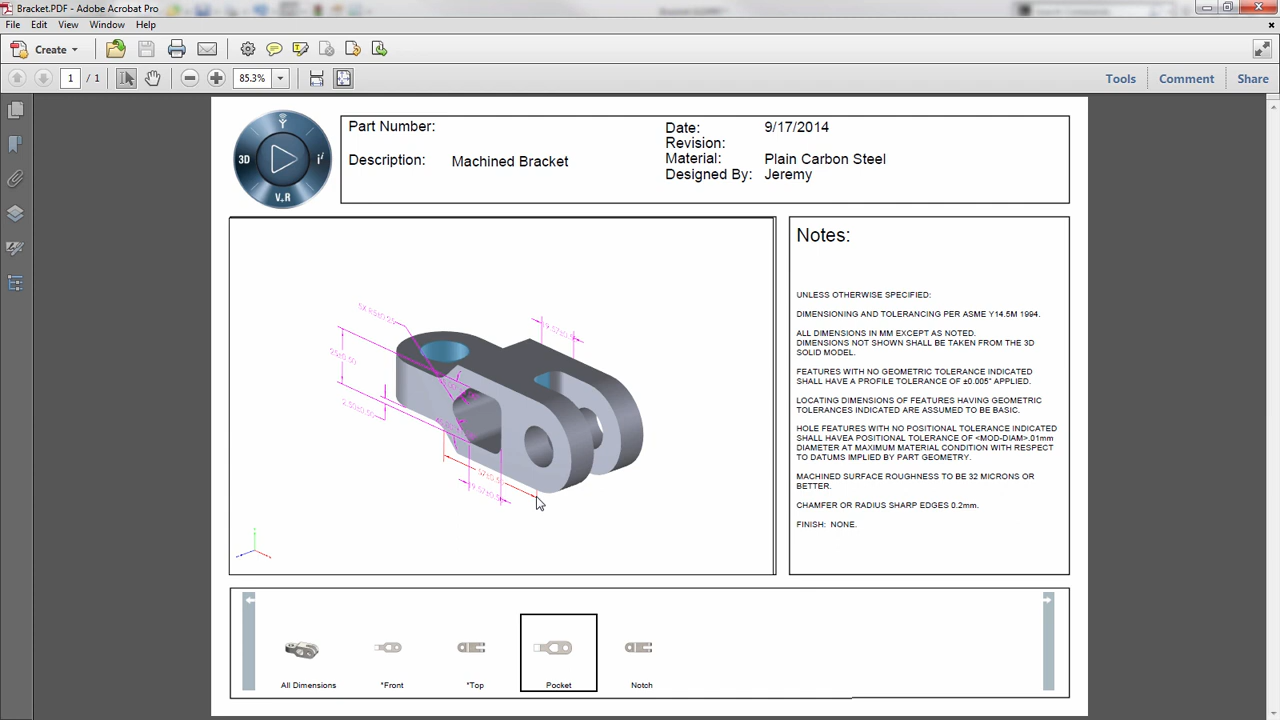 Bracket.PDF - Adobe Acrobat Pro
File Edit View Window Help
Create
1 / 1 85.3% Tools Comment Share
3D V+R
Part Number:
Description: Machined Bracket
Date: 9/17/2014
Revision:
Material: Plain Carbon Steel
Designed By: Jeremy
Notes:
UNLESS OTHERWISE SPECIFIED:
DIMENSIONING AND TOLERANCING PER ASME Y14.5M 1994.
ALL DIMENSIONS IN MM EXCEPT AS NOTED.
DIMENSIONS NOT SHOWN SHALL BE TAKEN FROM THE 3D
SOLID MODEL.
FEATURES WITH NO GEOMETRIC TOLERANCE INDICATED
SHALL HAVE A PROFILE TOLERANCE OF ±0.005" APPLIED.
LOCATING DIMENSIONS OF FEATURES HAVING GEOMETRIC
TOLERANCES INDICATED ARE ASSUMED TO BE BASIC.
HOLE FEATURES WITH NO POSITIONAL TOLERANCE INDICATED
SHALL HAVEA POSITIONAL TOLERANCE OF <MOD-DIAM>.01mm
DIAMETER AT MAXIMUM MATERIAL CONDITION WITH RESPECT
TO DATUMS IMPLIED BY PART GEOMETRY.
MACHINED SURFACE ROUGHNESS TO BE 32 MICRONS OR
BETTER.
CHAMFER OR RADIUS SHARP EDGES 0.2mm.
FINISH: NONE.
All Dimensions *Front *Top Pocket Notch